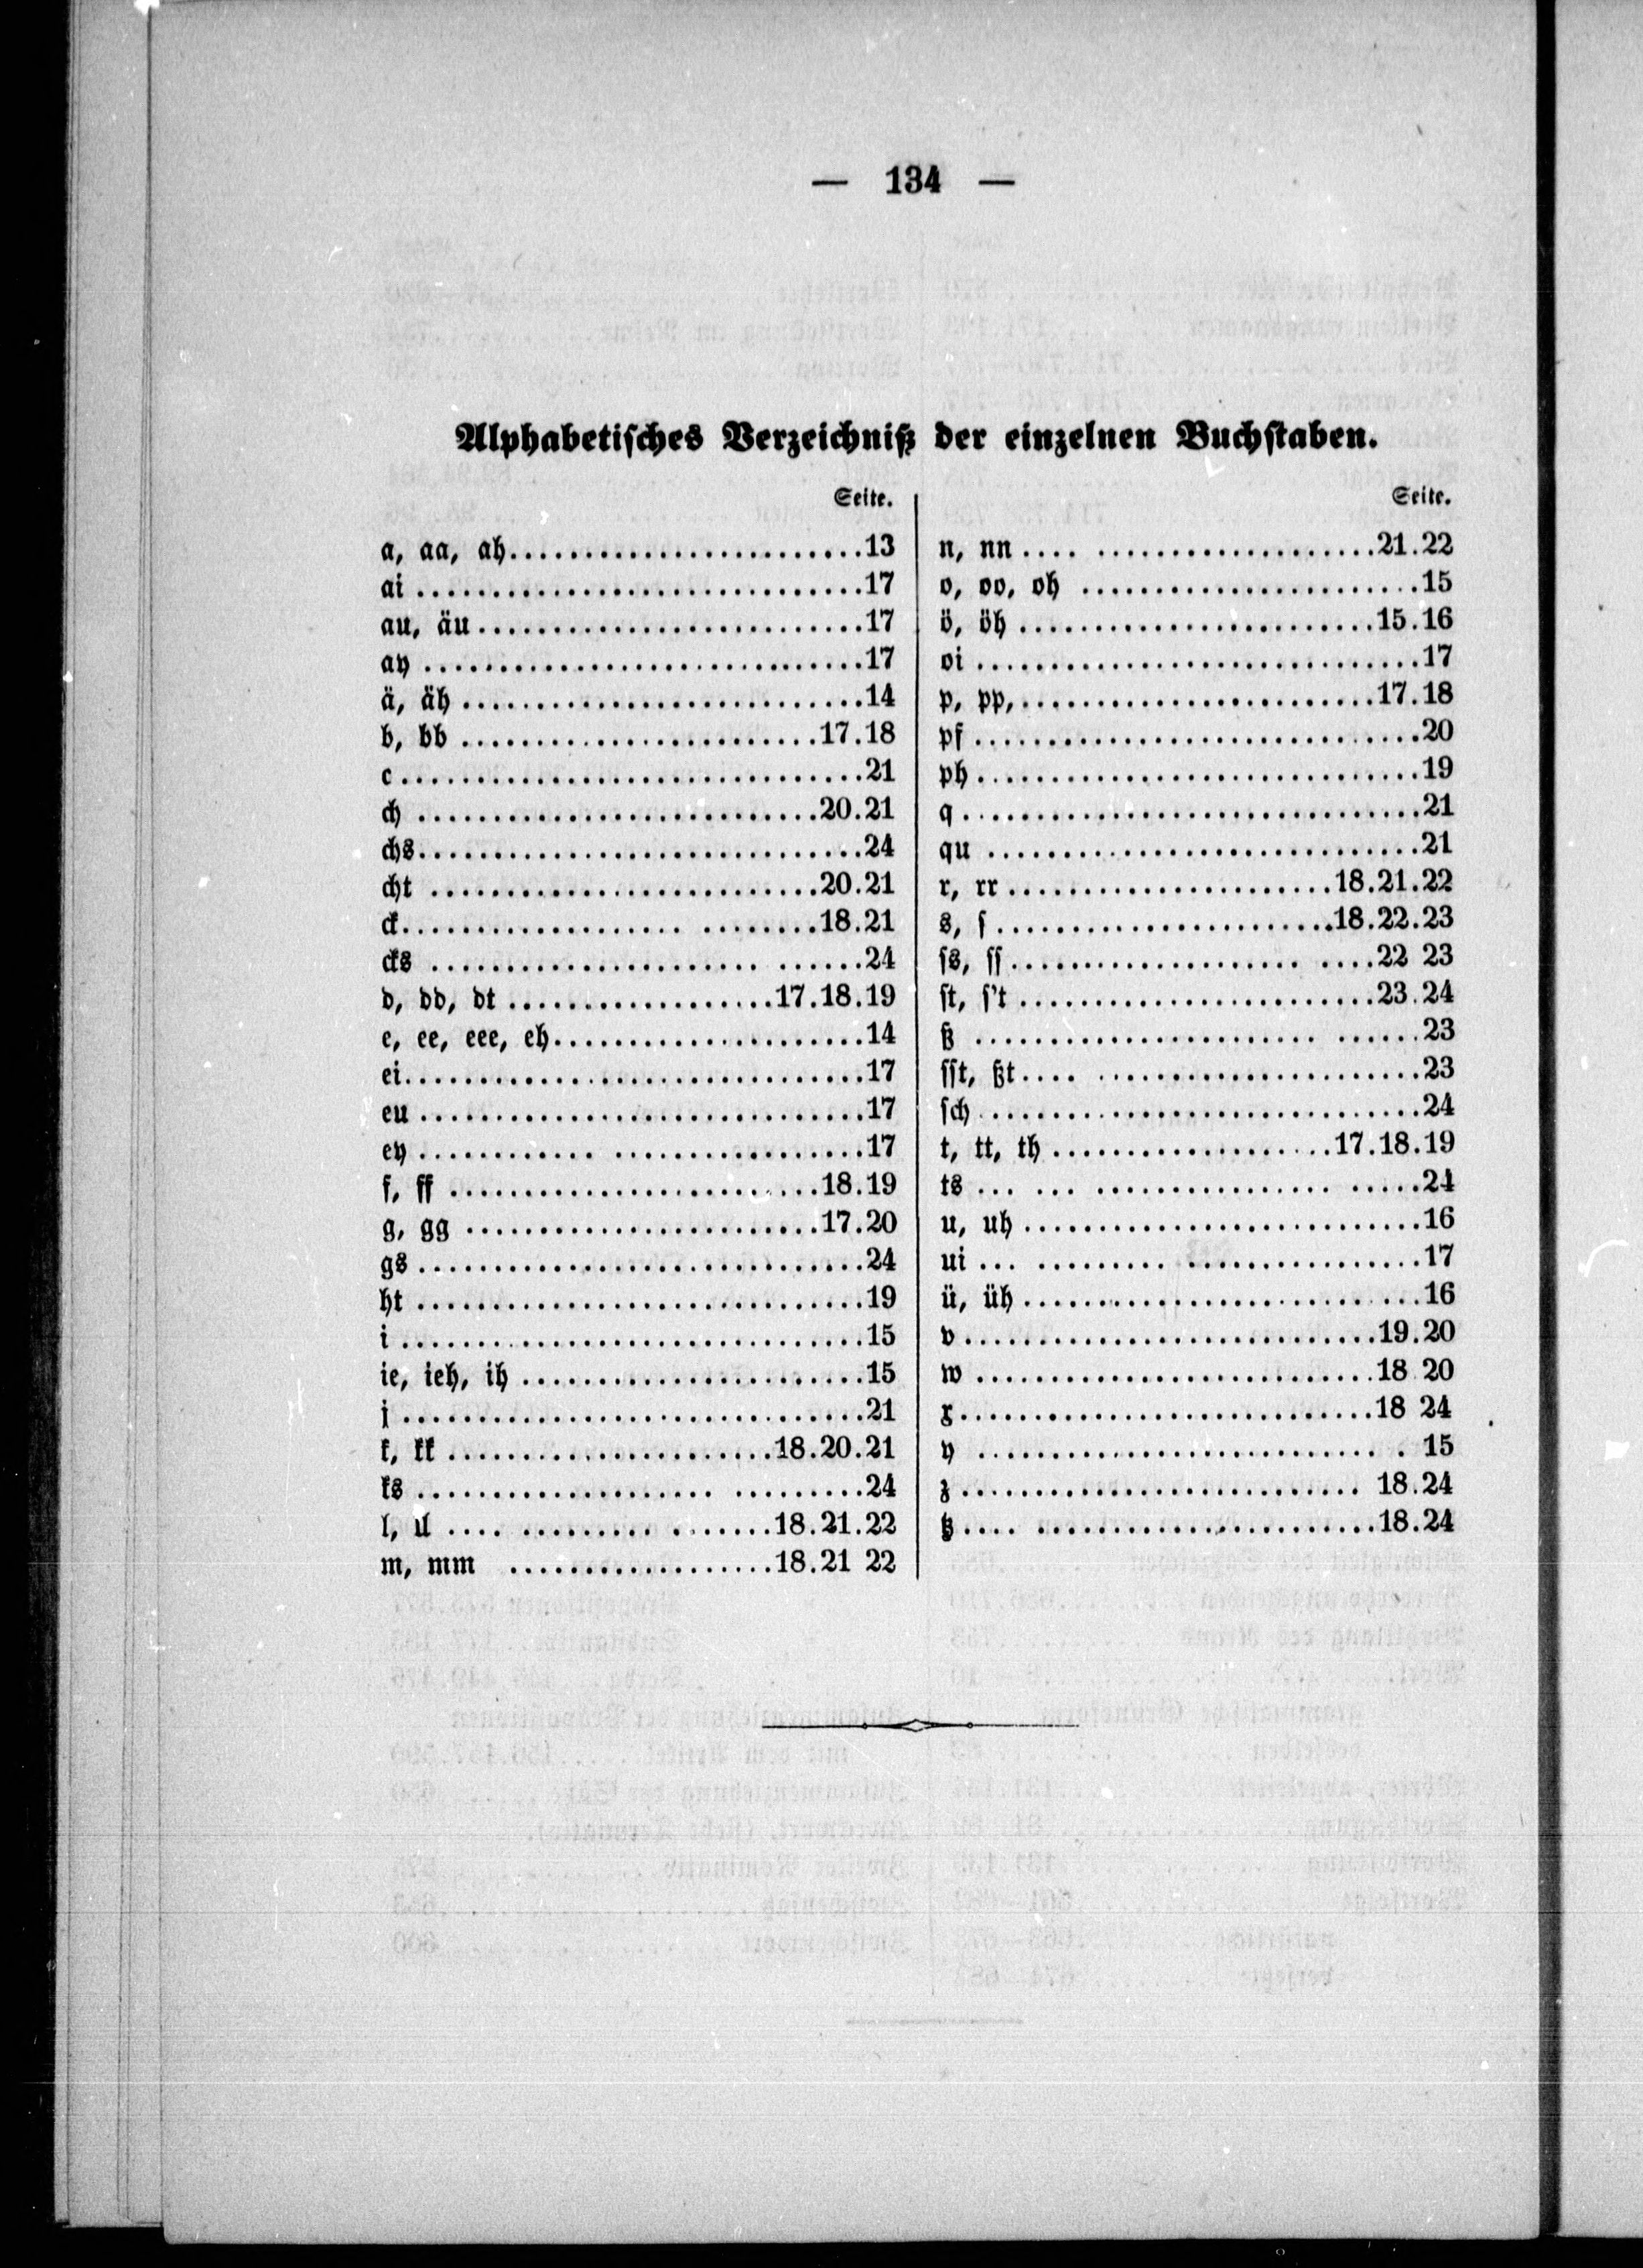 — 134 —
Alphabetiſches Verzeichniß der einzelnen Buchſtaben.
Seite.
a, aa, ah........................13
ai..............................17
au, äu..........................17
ay..............................17
ä, äh...........................14
b, bb........................17.18
c...............................21
ch...........................20.21
chs.............................24
cht..........................20.21
ck...........................18.21
cks.............................24
d, dd, dt.................17.18.19
e, ee, eee, eh..................14
ei..............................17
eu..............................17
ey..............................17
f, ff........................18.19
g, gg........................17.20
gs..............................24
ht..............................19
i...............................15
ie, ieh, ih.....................15
j...............................21
k, kk.....................18.20.21
ks..............................24
l, ll.....................18.21.22
m, mm.....................18.21 22
Seite.
n, nn........................21.22
o, oo, oh.......................15
ö, öh........................15.16
oi..............................17
p, pp,.......................17.18
pf..............................20
ph..............................19
q...............................21
qu..............................21
r, rr.....................18.21.22
s, ſ......................18.22.23
ſs, ſſ.......................22 23
ſt, ſ't......................23.24
ß...............................23
ſſt, ßt.........................23
ſch.............................24
t, tt, th.................17.18.19
ts..............................24
u, uh...........................16
ui..............................17
ü, üh...........................16
v............................19.20
w............................18 20
x............................18 24
y...............................15
z............................18.24
tz...........................18.24